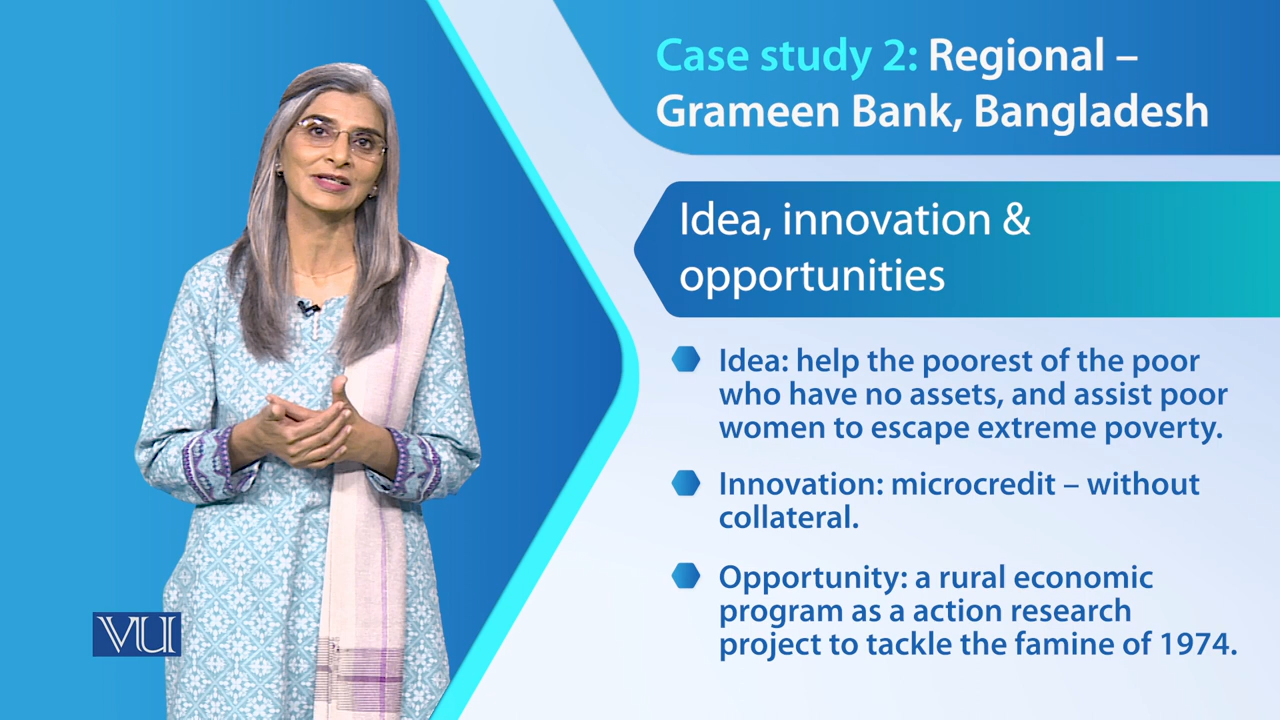 Case study 2: Regional –
Grameen Bank, Bangladesh
Idea, innovation &
opportunities
Idea: help the poorest of the poor
who have no assets, and assist poor
women to escape extreme poverty.
Innovation: microcredit – without
collateral.
Opportunity: a rural economic
program as a action research
project to tackle the famine of 1974.
VU